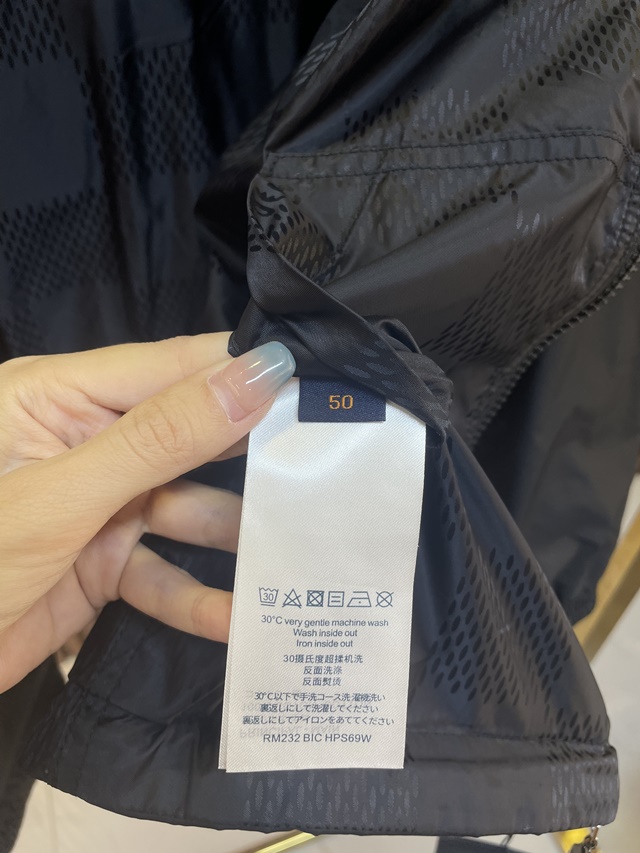 50
30
30°C very gentle machine wash
Wash inside out
Iron inside out
30摄氏度超揉机洗
反面洗涤
反面熨烫
30℃以下で手洗コース洗濯機洗い
裏返しにして洗濯してください
裏返しにしてアイロンをあててください
RM232 BIC HPS69W